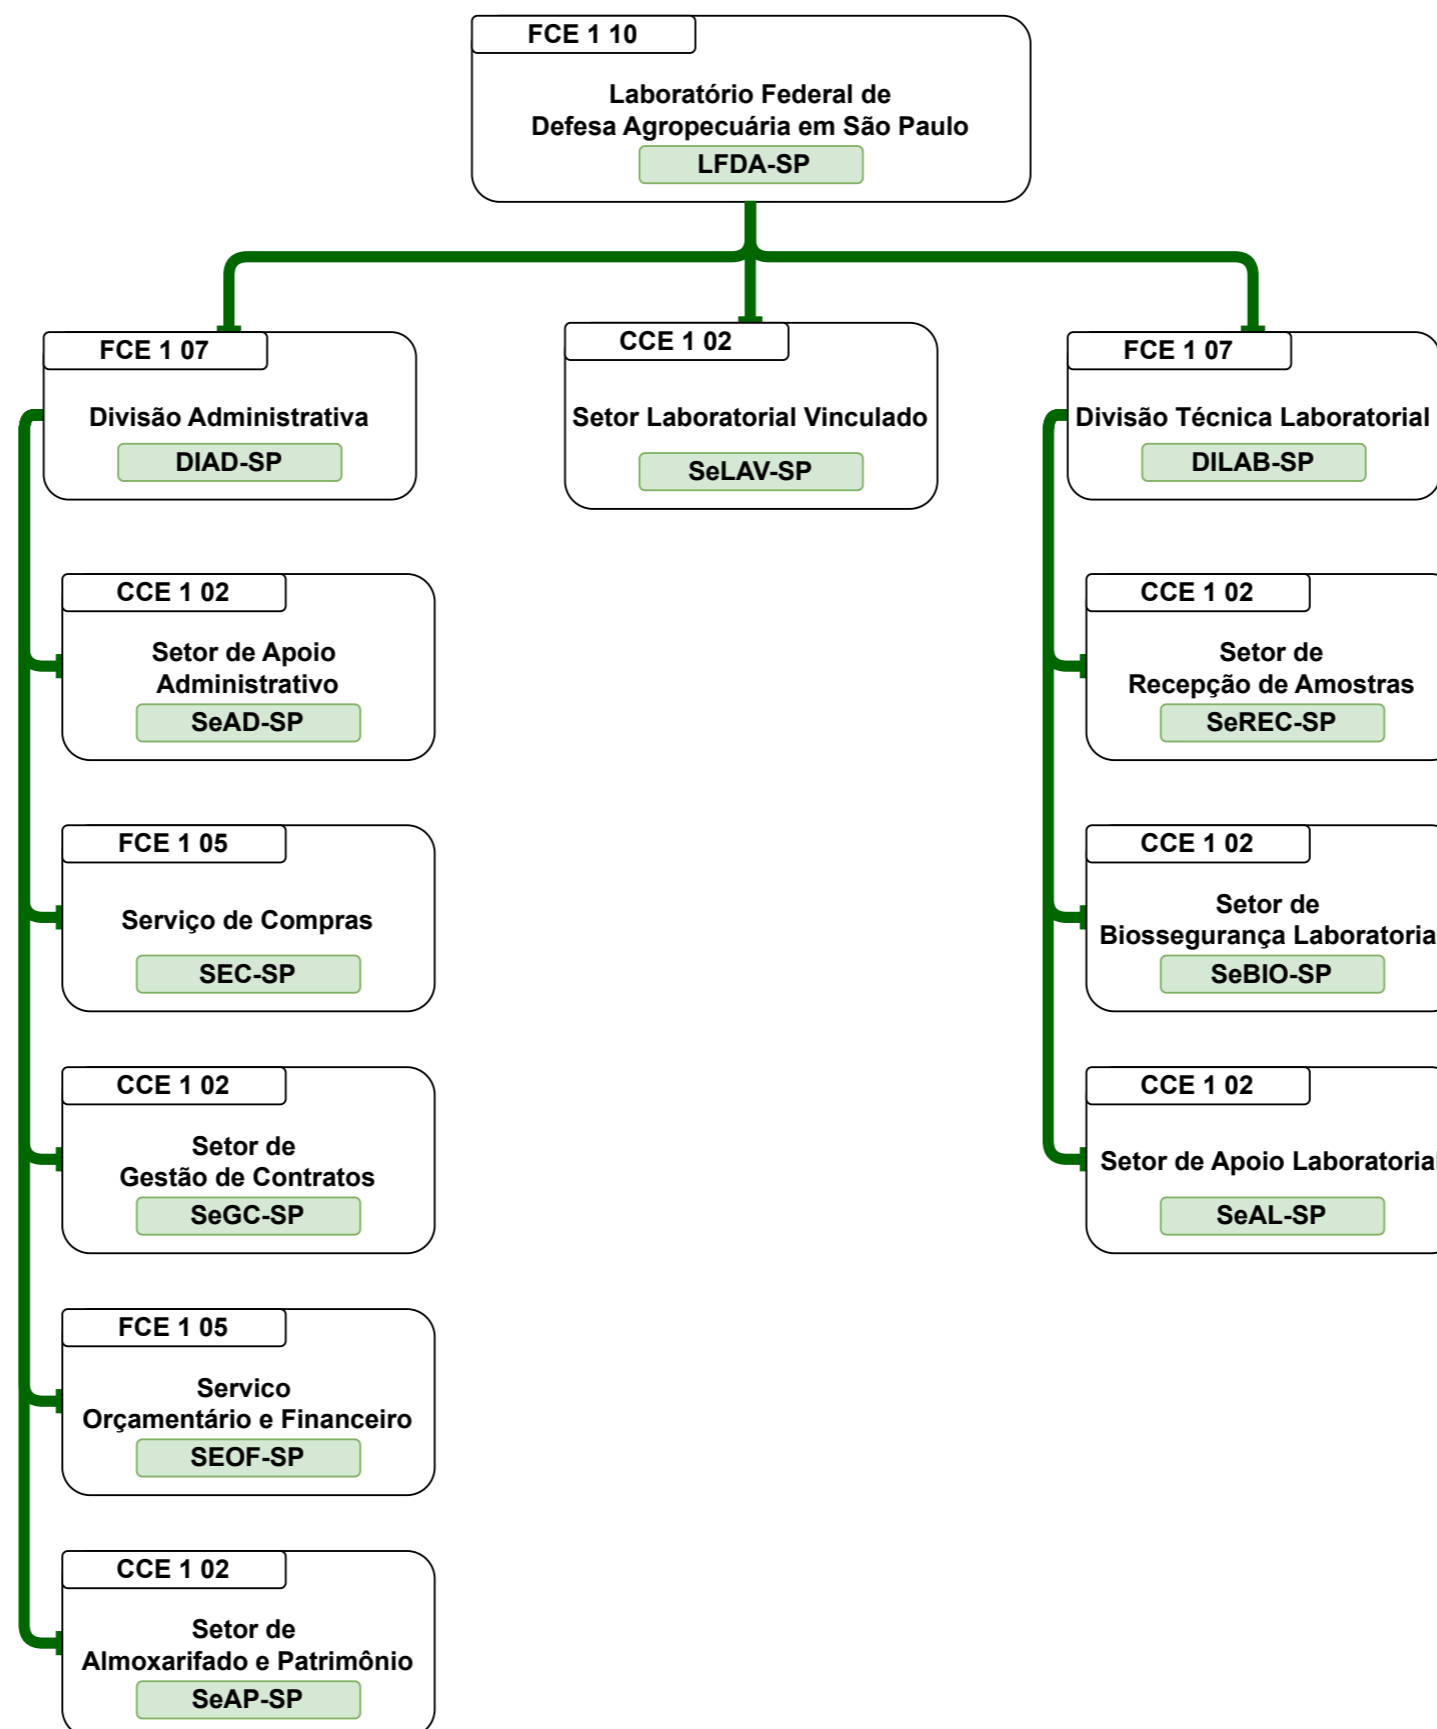 FCE 1 10
Laboratório Federal de
Defesa Agropecuária em São Paulo
LFDA-SP
FCE 1 07
Divisão Administrativa
DIAD-SP
CCE 1 02
Setor Laboratorial Vinculado
SeLAV-SP
FCE 1 07
Divisão Técnica Laboratorial
DILAB-SP
CCE 1 02
Setor de Apoio
Administrativo
SeAD-SP
FCE 1 05
Serviço de Compras
SEC-SP
CCE 1 02
Setor de
Gestão de Contratos
SeGC-SP
FCE 1 05
Servico
Orçamentário e Financeiro
SEOF-SP
CCE 1 02
Setor de
Almoxarifado e Patrimônio
SeAP-SP
CCE 1 02
Setor de
Recepção de Amostras
SeREC-SP
CCE 1 02
Setor de
Biossegurança Laboratoria
SeBIO-SP
CCE 1 02
Setor de Apoio Laboratorial
SeAL-SP